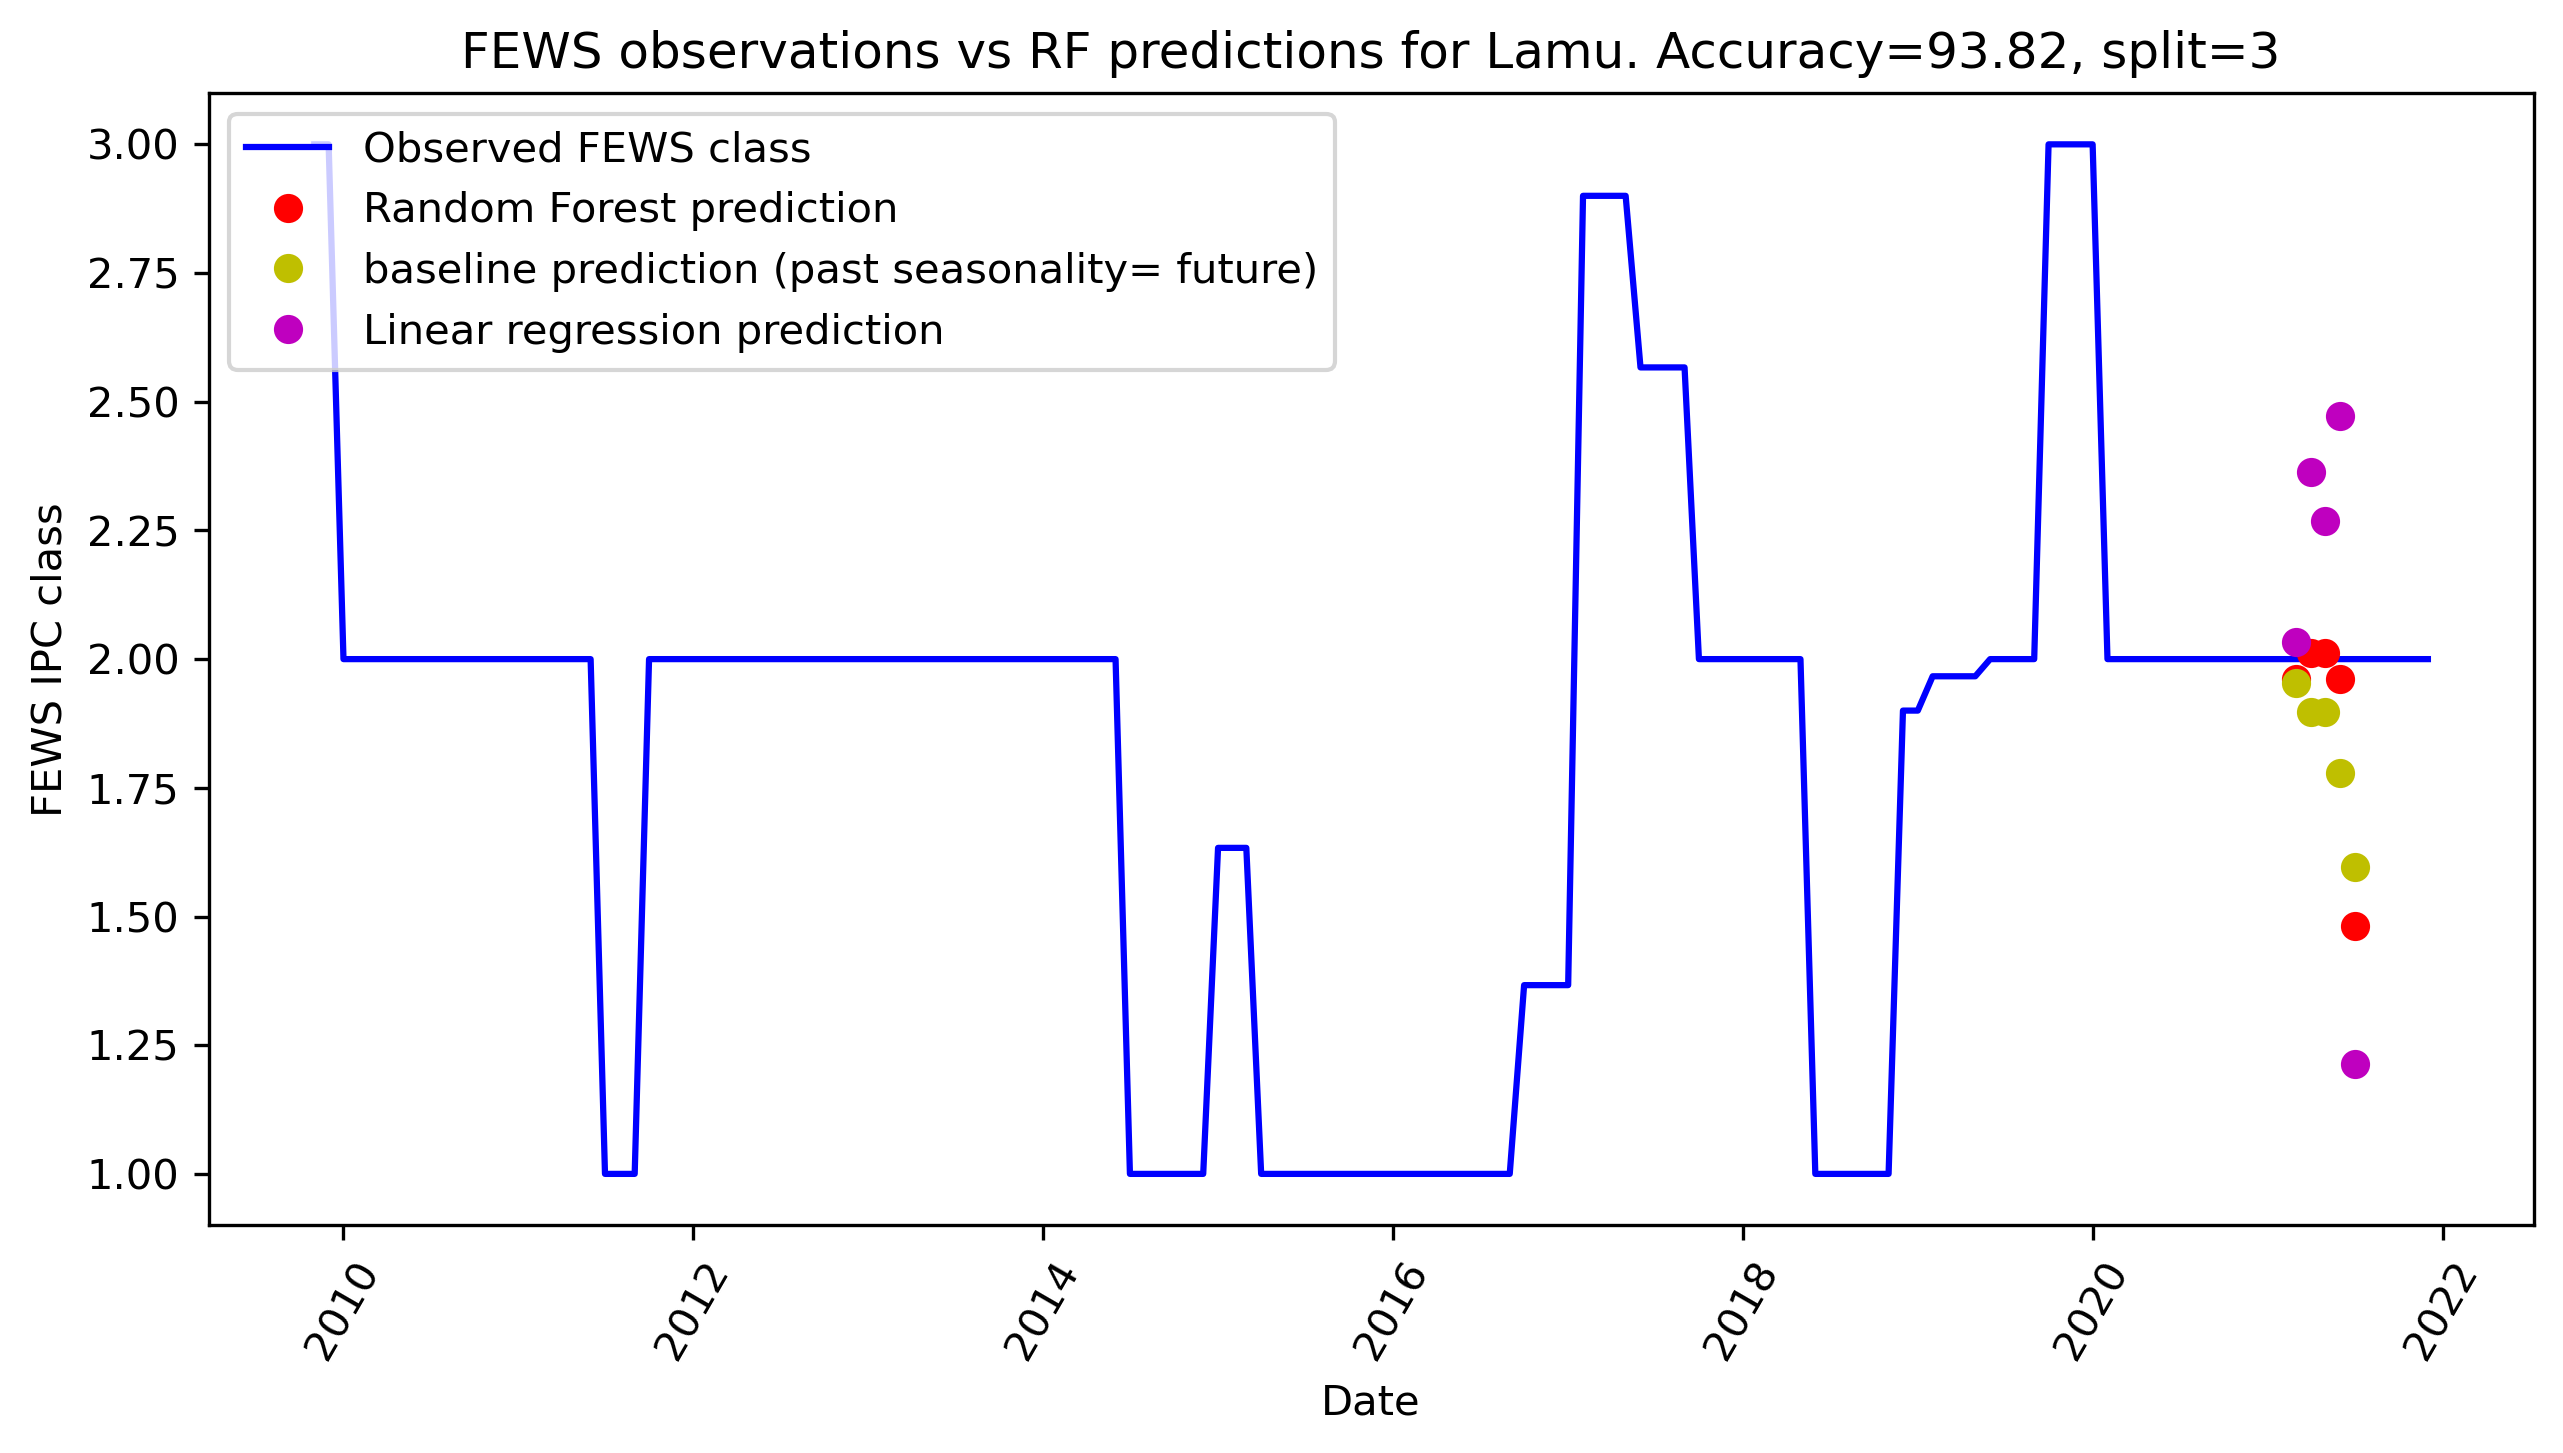 FEWS observations vs RF predictions for Lamu. Accuracy=93.82, split=3
Observed FEWS class
Random Forest prediction
baseline prediction (past seasonality= future)
Linear regression prediction
FEWS IPC class
3.00
2.75
2.50
2.25
2.00
1.75
1.50
1.25
1.00
2010
2012
2014
2016
2018
2020
2022
Date